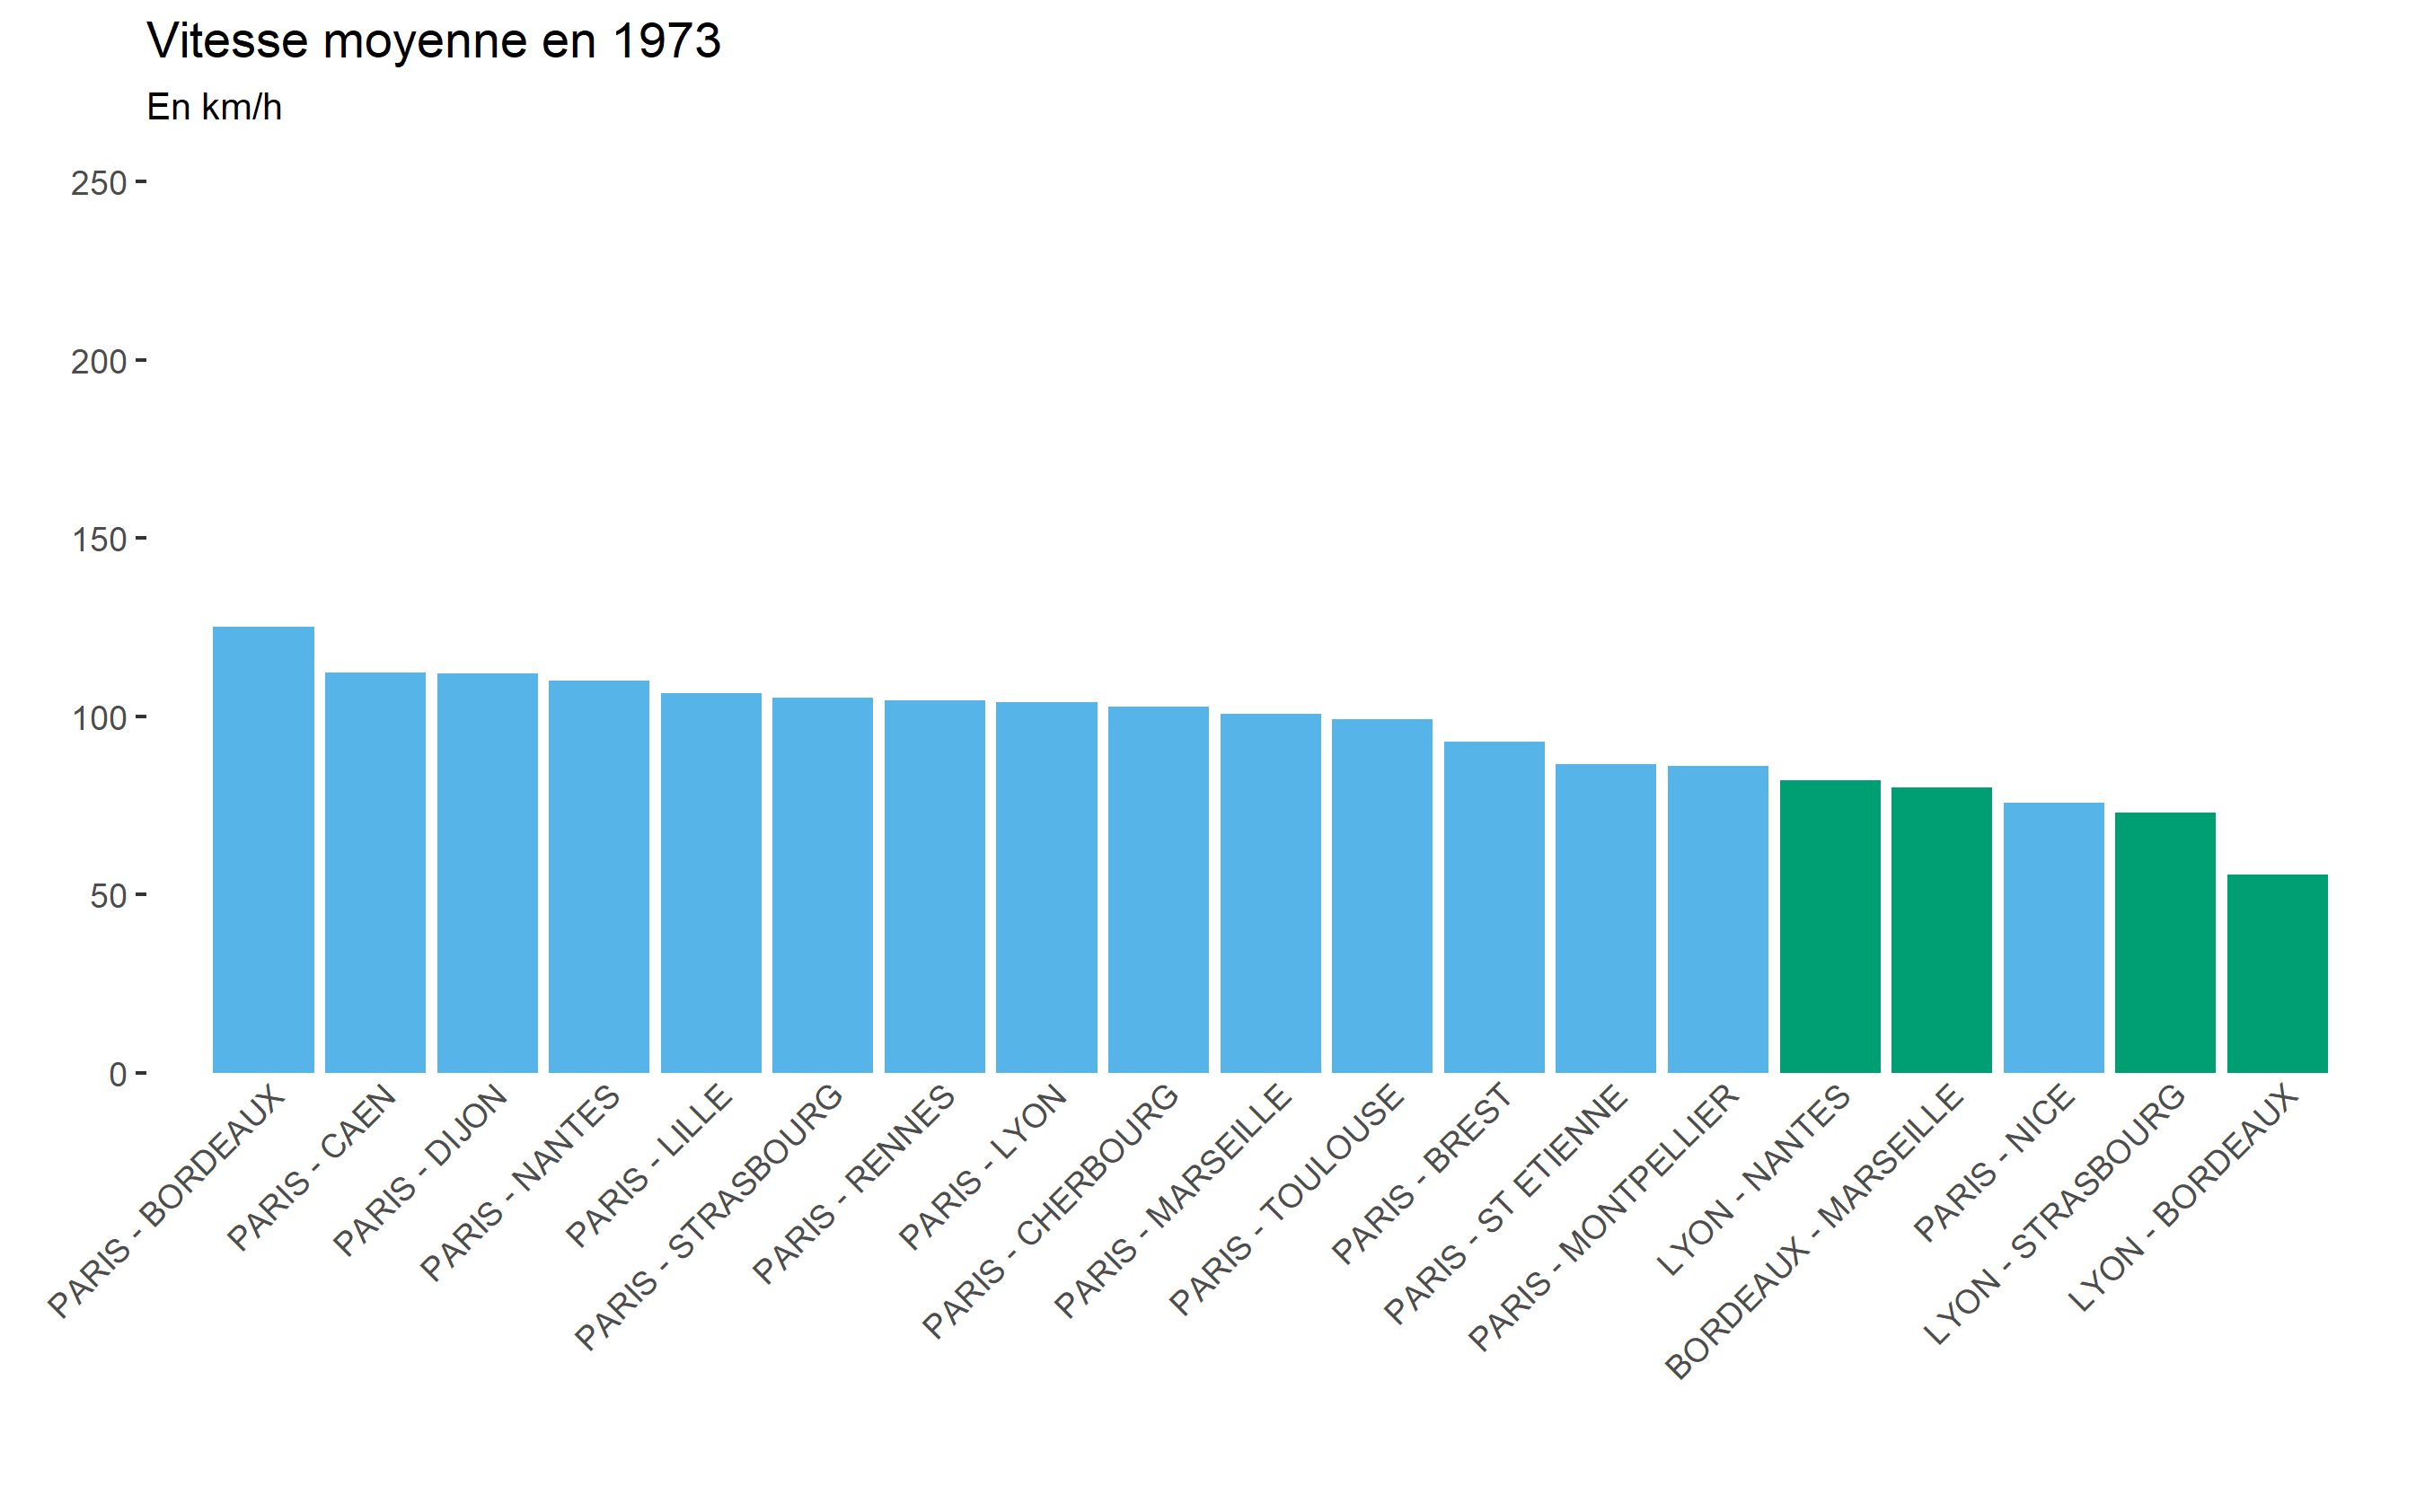 Vitesse moyenne en 1973
En km/h
250
200
150
100
50
0
PARIS - BORDEAUX
PARIS - CAEN
PARIS - DIJON
PARIS - NANTES
PARIS - LILLE
PARIS - STRASBOURG
PARIS - RENNES
PARIS - LYON
PARIS - CHERBOURG
PARIS - MARSEILLE
PARIS - TOULOUSE
PARIS - BREST
PARIS - ST ETIENNE
PARIS - MONTPELLIER
LYON - NANTES
BORDEAUX - MARSEILLE
PARIS - NICE
LYON - STRASBOURG
LYON - BORDEAUX